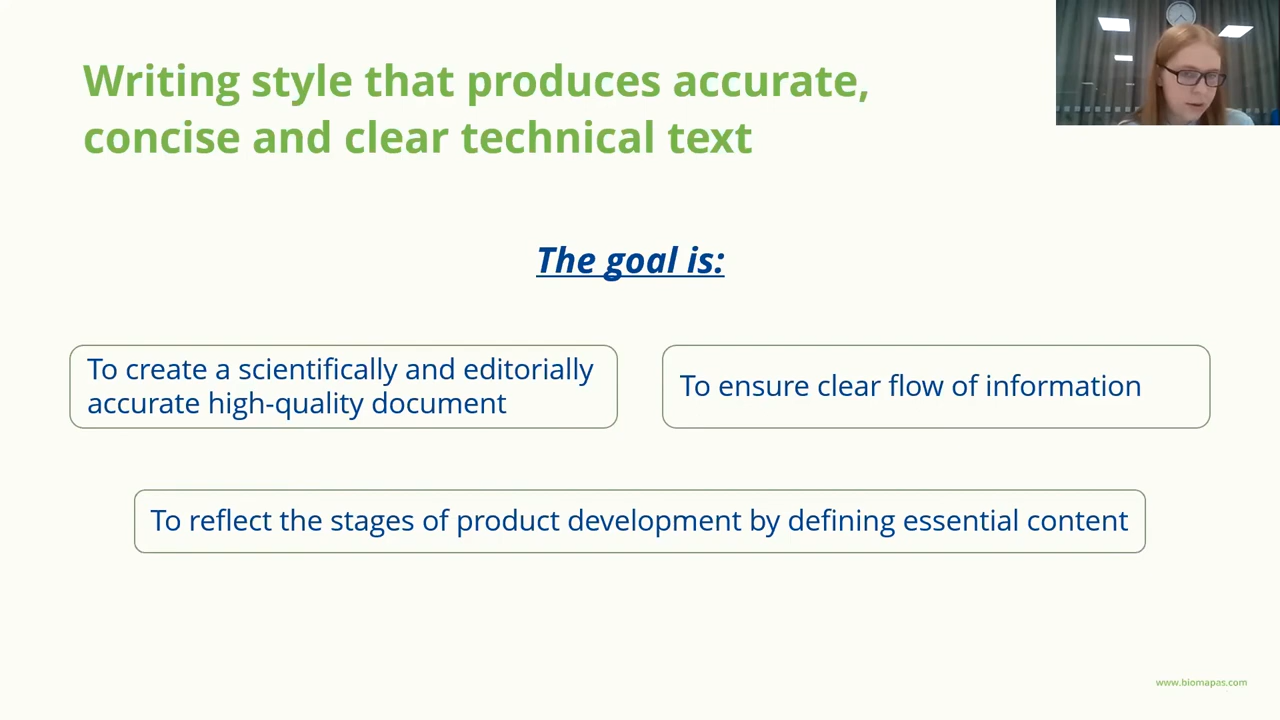 Writing style that produces accurate,
concise and clear technical text
The goal is:
To create a scientifically and editorially
accurate high-quality document
To ensure clear flow of information
To reflect the stages of product development by defining essential content
www.biomapas.com